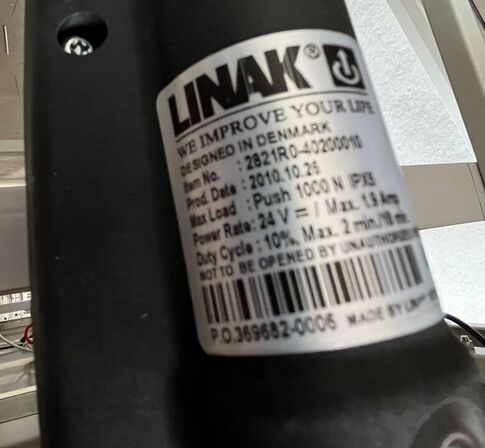 LINAK®
WE IMPROVE YOUR LIFE
DESIGNED IN DENMARK
Item No. : 2821R0-40200010
Prod. Date : 2010.10.26
Max Load : Push 1000 N IPX5
Power Rate : 24 V ⎓ / Max. 1.9 Amp
Duty Cycle : 10%, Max. 2 min./18 min.
NOT TO BE OPENED BY UNAUTHORIZED
P.O.369682-0006 MADE BY